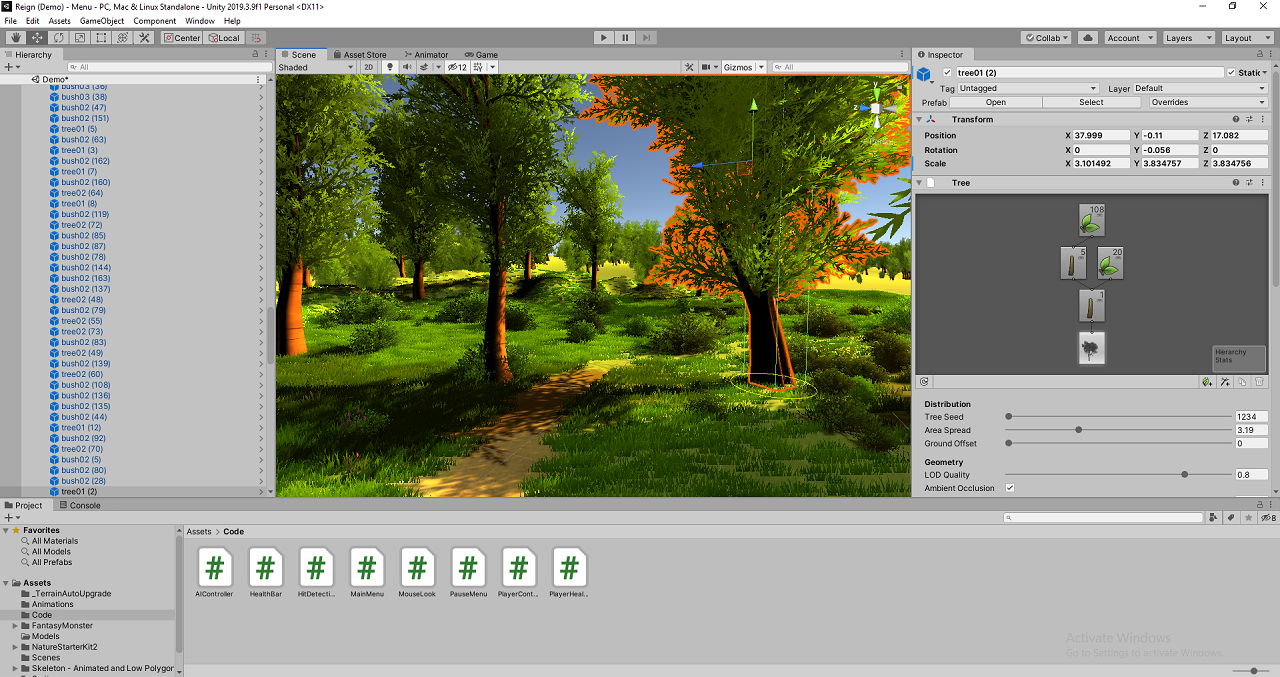 Reign (Demo) - Menu - PC, Mac & Linux Standalone - Unity 2019.3.9f1 Personal <DX11>
File Edit Assets GameObject Component Window Help
Center Local Collab Account Layers Layout
Hierarchy
All
Demo*
bush03 (36)
bush03 (38)
bush02 (47)
bush02 (151)
tree01 (5)
bush02 (63)
tree01 (3)
bush02 (162)
tree01 (7)
bush02 (160)
tree02 (64)
tree01 (8)
bush02 (119)
tree02 (72)
bush02 (85)
bush02 (87)
bush02 (78)
bush02 (144)
bush02 (163)
bush02 (137)
tree02 (48)
bush02 (79)
tree02 (55)
tree02 (73)
bush02 (83)
tree02 (49)
bush02 (139)
tree02 (60)
bush02 (108)
bush02 (136)
bush02 (135)
bush02 (44)
tree01 (12)
bush02 (92)
tree02 (70)
bush02 (5)
bush02 (80)
bush02 (28)
tree01 (2)
Scene Asset Store Animator Game
Shaded 2D 12 Gizmos All
y
z
Inspector
tree01 (2) Static
Tag Untagged Layer Default
Prefab Open Select Overrides
Transform
Position X 37.999 Y -0.11 Z 17.082
Rotation X 0 Y -0.056 Z 0
Scale X 3.101492 Y 3.834757 Z 3.834756
Tree
108
5 20
1
Hierarchy
Stats
Distribution
Tree Seed 1234
Area Spread 3.19
Ground Offset 0
Geometry
LOD Quality 0.8
Ambient Occlusion
Project Console
8
Favorites
All Materials
All Models
All Prefabs
Assets
_TerrainAutoUpgrade
Animations
Code
FantasyMonster
Models
NatureStarterKit2
Scenes
Skeleton - Animated and Low Polygon
Assets > Code
AIController HealthBar HitDetecti... MainMenu MouseLook PauseMenu PlayerCont... PlayerHeal...
Activate Windows
Go to Settings to activate Windows.